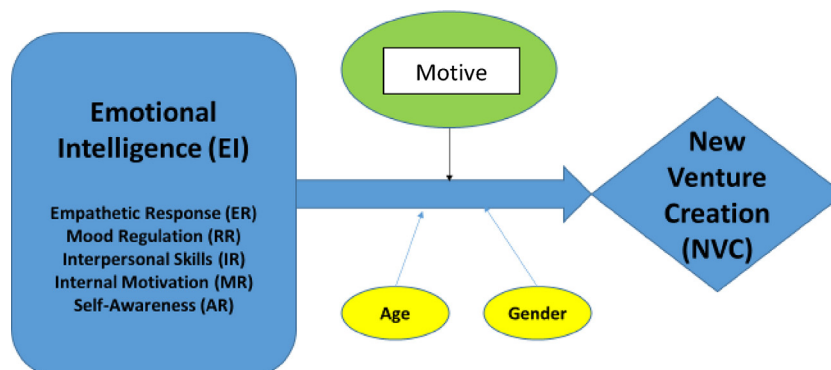 Motive
Emotional
Intelligence (EI)
Empathetic Response (ER)
Mood Regulation (RR)
Interpersonal Skills (IR)
Internal Motivation (MR)
Self-Awareness (AR)
New
Venture
Creation
(NVC)
Age
Gender